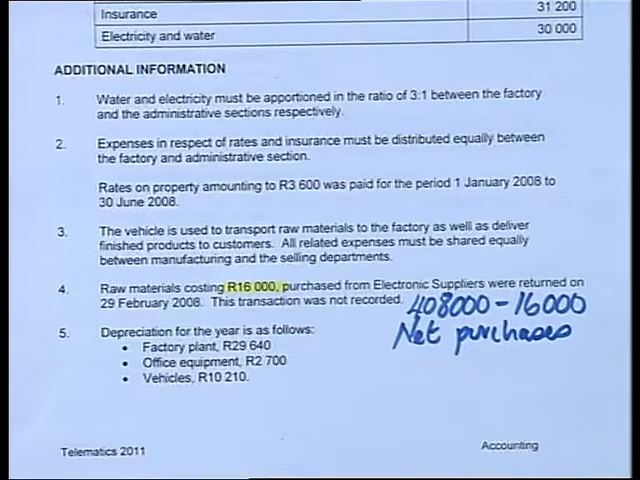 Insurance 31 200
Electricity and water 30 000
ADDITIONAL INFORMATION
1. Water and electricity must be apportioned in the ratio of 3:1 between the factory
and the administrative sections respectively.
2. Expenses in respect of rates and insurance must be distributed equally between
the factory and administrative section.
Rates on property amounting to R3 600 was paid for the period 1 January 2008 to
30 June 2008.
3. The vehicle is used to transport raw materials to the factory as well as deliver
finished products to customers. All related expenses must be shared equally
between manufacturing and the selling departments.
4. Raw materials costing R16 000, purchased from Electronic Suppliers were returned on
29 February 2008. This transaction was not recorded. 408000 - 16000
Net purchases
5. Depreciation for the year is as follows:
• Factory plant, R29 640
• Office equipment, R2 700
• Vehicles, R10 210.
Telematics 2011 Accounting